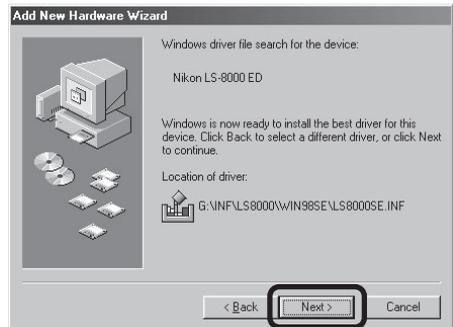 Add New Hardware Wizard
Windows driver file search for the device:
Nikon LS-8000 ED
Windows is now ready to install the best driver for this
device. Click Back to select a different driver, or click Next
to continue.
Location of driver:
G:\INF\LS8000\WIN98SE\LS8000SE.INF
< Back
Next >
Cancel